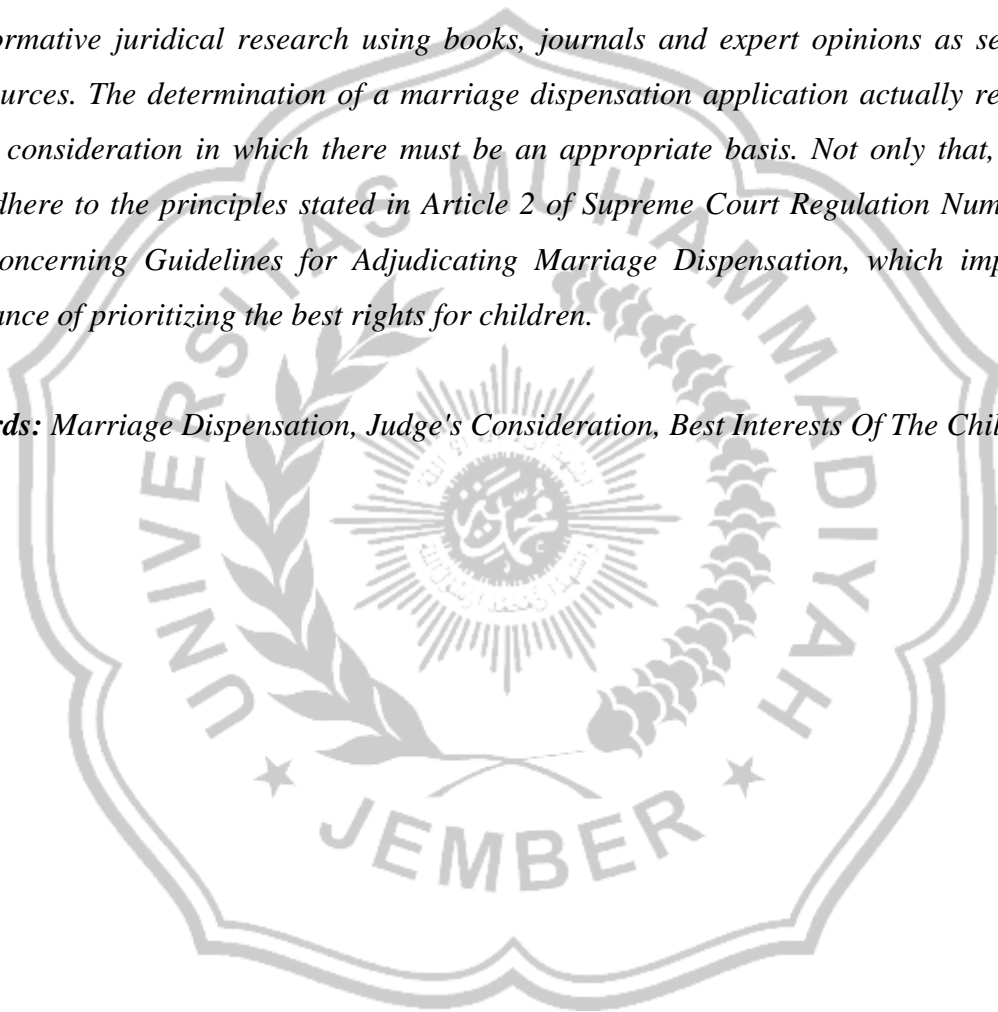 ormative juridical research using books, journals and expert opinions as se
urces. The determination of a marriage dispensation application actually re
consideration in which there must be an appropriate basis. Not only that,
dhere to the principles stated in Article 2 of Supreme Court Regulation Num
oncerning Guidelines for Adjudicating Marriage Dispensation, which imp
ance of prioritizing the best rights for children.
rds: Marriage Dispensation, Judge's Consideration, Best Interests Of The Chil
UNIVERSITAS MUHAMMADIYAH
JEMBER